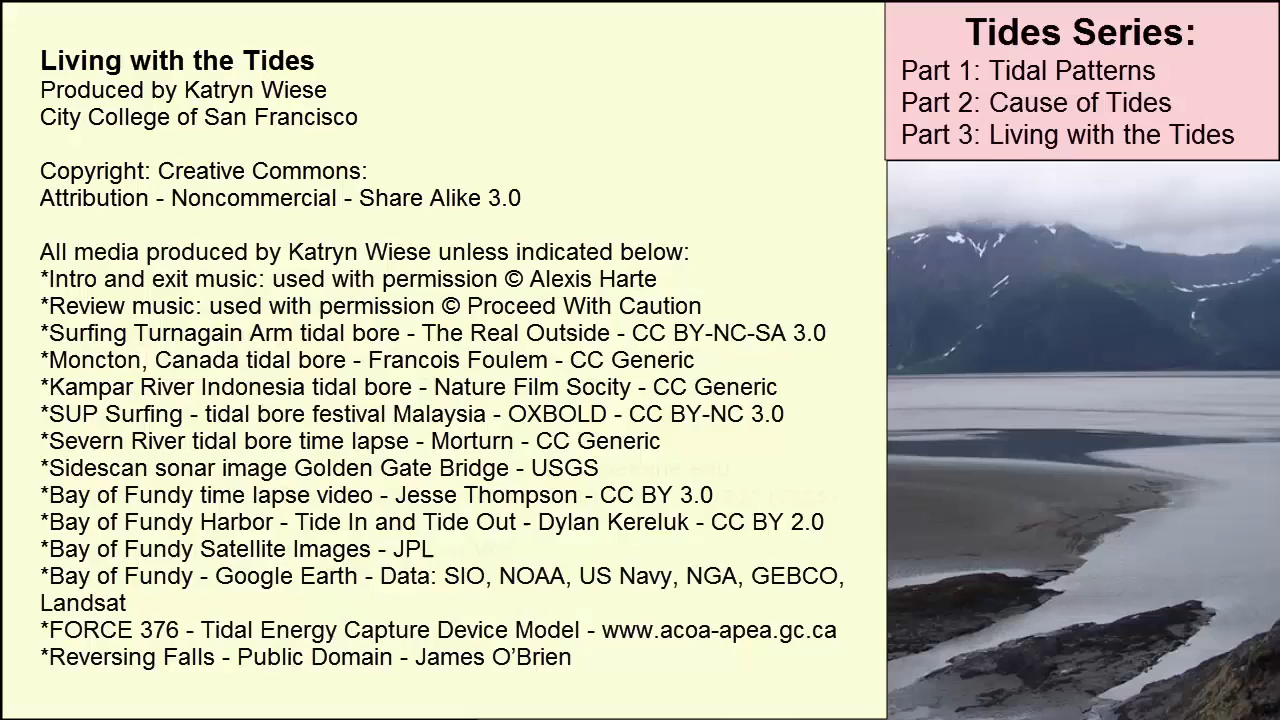 Living with the Tides
Produced by Katryn Wiese
City College of San Francisco
Copyright: Creative Commons:
Attribution - Noncommercial - Share Alike 3.0
All media produced by Katryn Wiese unless indicated below:
*Intro and exit music: used with permission © Alexis Harte
*Review music: used with permission © Proceed With Caution
*Surfing Turnagain Arm tidal bore - The Real Outside - CC BY-NC-SA 3.0
*Moncton, Canada tidal bore - Francois Foulem - CC Generic
*Kampar River Indonesia tidal bore - Nature Film Socity - CC Generic
*SUP Surfing - tidal bore festival Malaysia - OXBOLD - CC BY-NC 3.0
*Severn River tidal bore time lapse - Morturn - CC Generic
*Sidescan sonar image Golden Gate Bridge - USGS
*Bay of Fundy time lapse video - Jesse Thompson - CC BY 3.0
*Bay of Fundy Harbor - Tide In and Tide Out - Dylan Kereluk - CC BY 2.0
*Bay of Fundy Satellite Images - JPL
*Bay of Fundy - Google Earth - Data: SIO, NOAA, US Navy, NGA, GEBCO,
Landsat
*FORCE 376 - Tidal Energy Capture Device Model - www.acoa-apea.gc.ca
*Reversing Falls - Public Domain - James O’Brien
Tides Series:
Part 1: Tidal Patterns
Part 2: Cause of Tides
Part 3: Living with the Tides